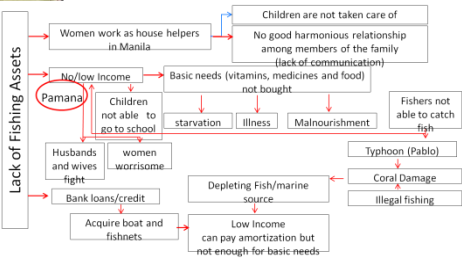 Lack of Fishing Assets
Children are not taken care of
Women work as house helpers
in Manila
No good harmonious relationship
among members of the family
(lack of communication)
No/low Income
Basic needs (vitamins, medicines and food)
not bought
Pamana
Children
not able to
go to school
starvation
Illness
Malnourishment
Fishers not
able to catch
fish
Husbands
and wives
fight
women
worrisome
Typhoon (Pablo)
Coral Damage
Illegal fishing
Depleting Fish/marine
source
Bank loans/credit
Acquire boat and
fishnets
Low Income
can pay amortization but
not enough for basic needs